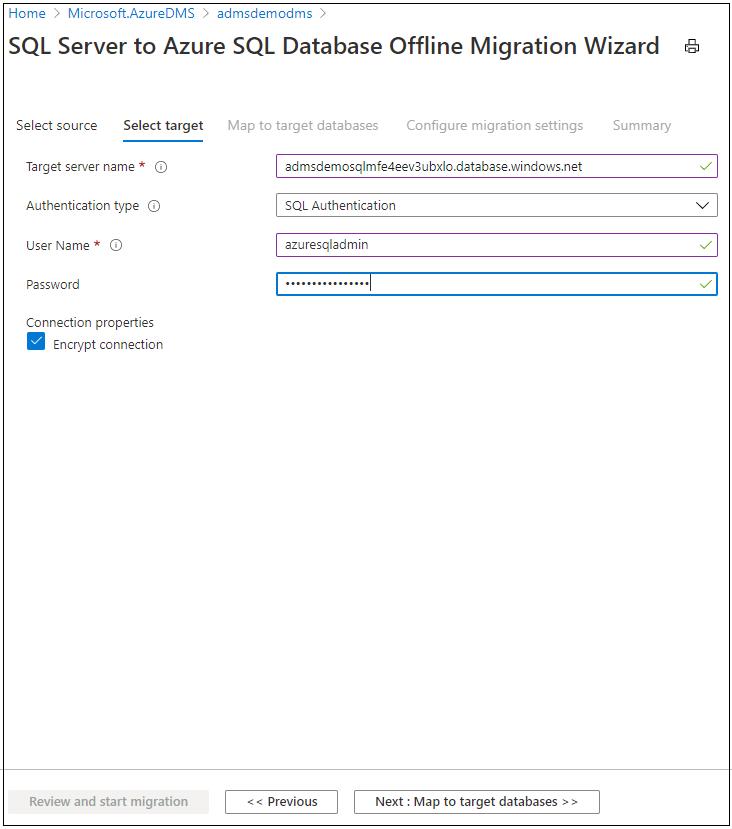 Home > Microsoft.AzureDMS > admsdemodms >
SQL Server to Azure SQL Database Offline Migration Wizard
Select source Select target Map to target databases Configure migration settings Summary
Target server name * admsdemosqlmfe4eev3ubxlo.database.windows.net
Authentication type SQL Authentication
User Name * azuresqladmin
Password ••••••••••••••••
Connection properties
Encrypt connection
Review and start migration << Previous Next : Map to target databases >>